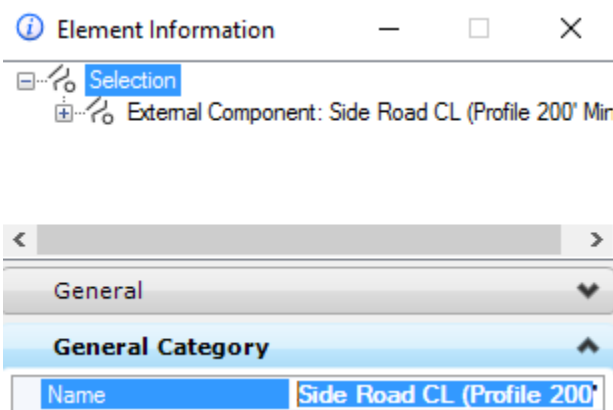 Element Information
Selection
External Component: Side Road CL (Profile 200' Min
General
General Category
Name Side Road CL (Profile 200'